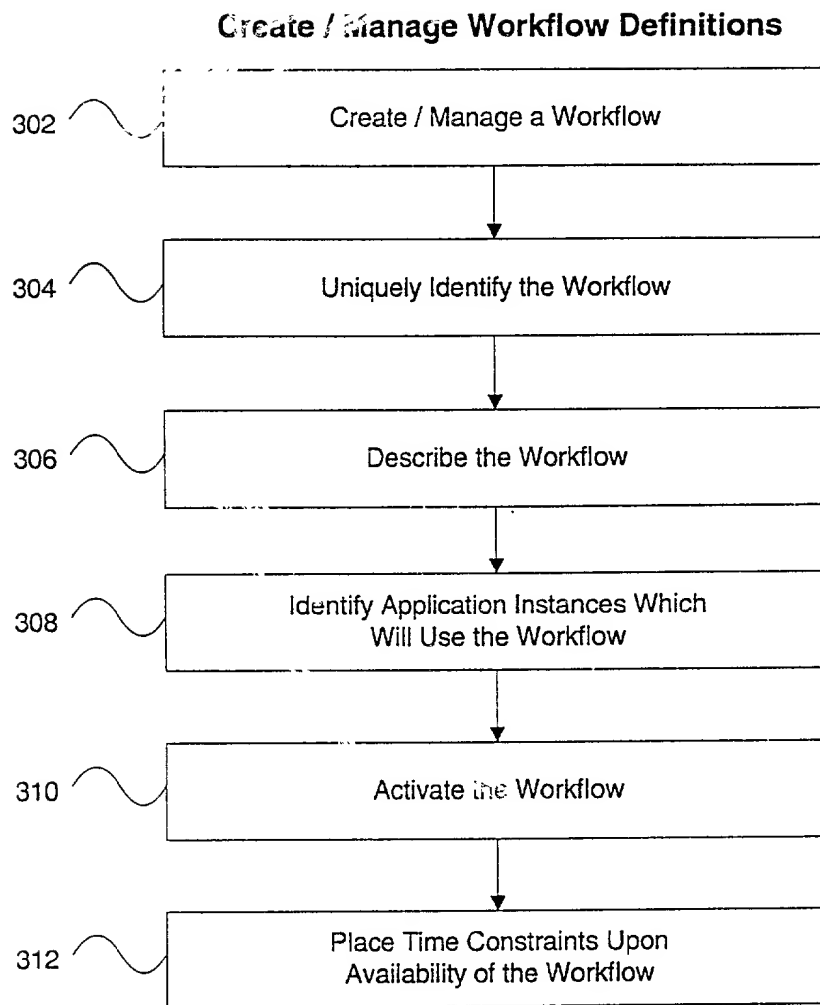 Create / Manage Workflow Definitions
302
Create / Manage a Workflow
304
Uniquely Identify the Workflow
306
Describe the Workflow
308
Identify Application Instances Which
Will Use the Workflow
310
Activate the Workflow
312
Place Time Constraints Upon
Availability of the Workflow